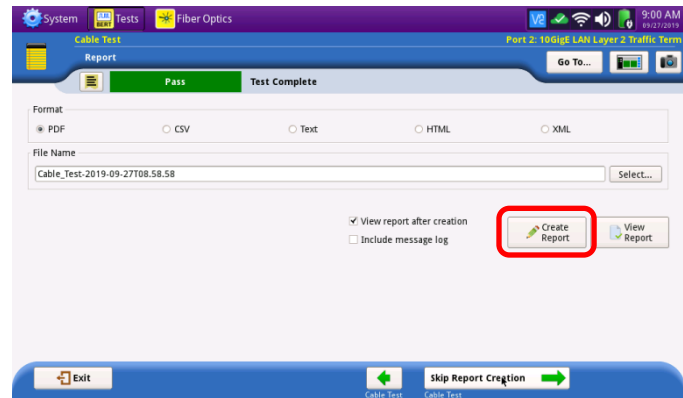 System Tests Fiber Optics 9:00 AM
09/27/2019
Cable Test Port 2: 10GigE LAN Layer 2 Traffic Term
Report Go To...
Pass Test Complete
Format
PDF CSV Text HTML XML
File Name
Cable_Test-2019-09-27T08.58.58 Select...
View report after creation
Include message log
Create
Report
View
Report
Exit Skip Report Creation
Cable Test Cable Test